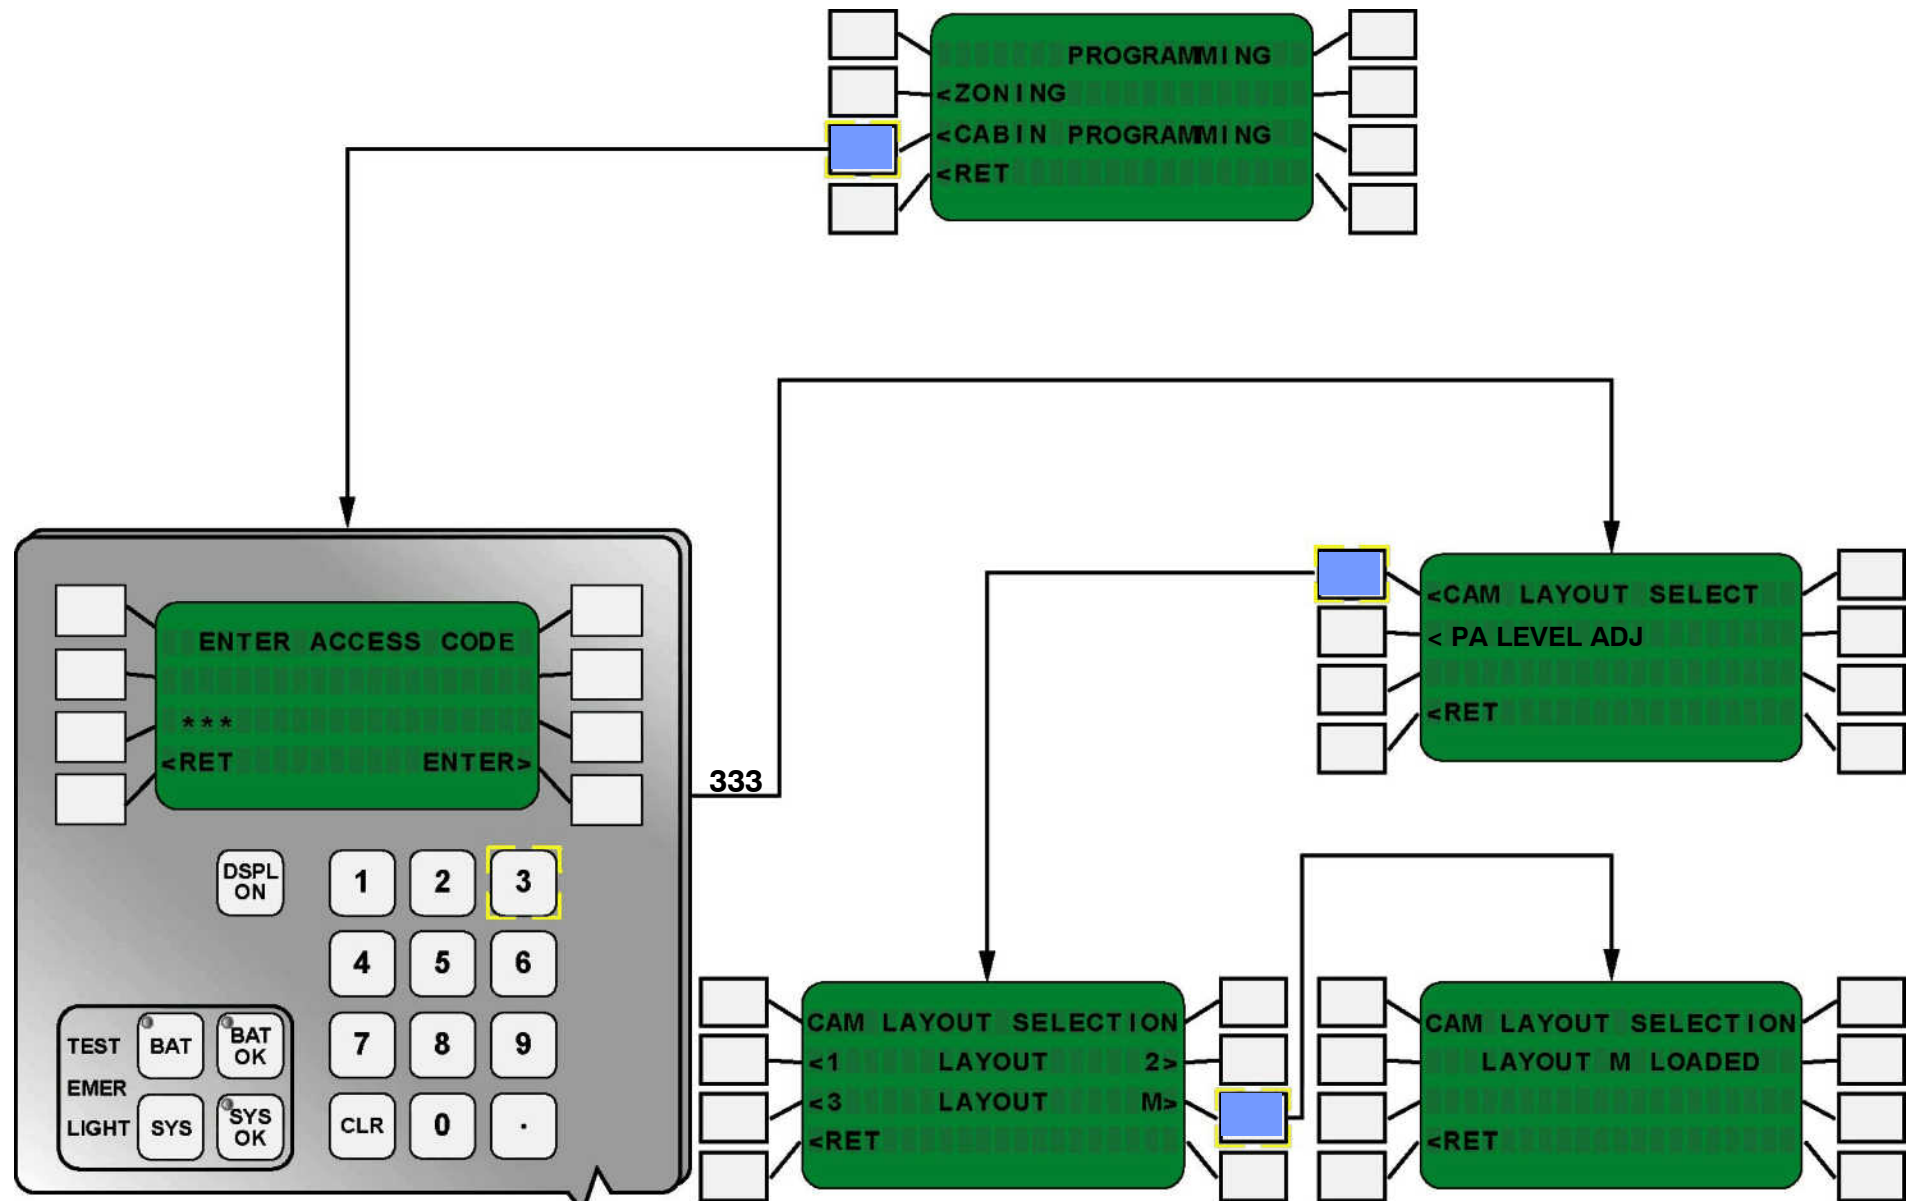 PROGRAMMING
<ZONING
<CABIN PROGRAMMING
<RET
ENTER ACCESS CODE
***
<RET ENTER>
333
<CAM LAYOUT SELECT
< PA LEVEL ADJ
<RET
DSPL
ON
1 2 3
4 5 6
7 8 9
CLR 0 .
TEST
EMER
LIGHT
BAT
BAT
OK
SYS
SYS
OK
CAM LAYOUT SELECTION
<1 LAYOUT 2>
<3 LAYOUT M>
<RET
CAM LAYOUT SELECTION
LAYOUT M LOADED
<RET